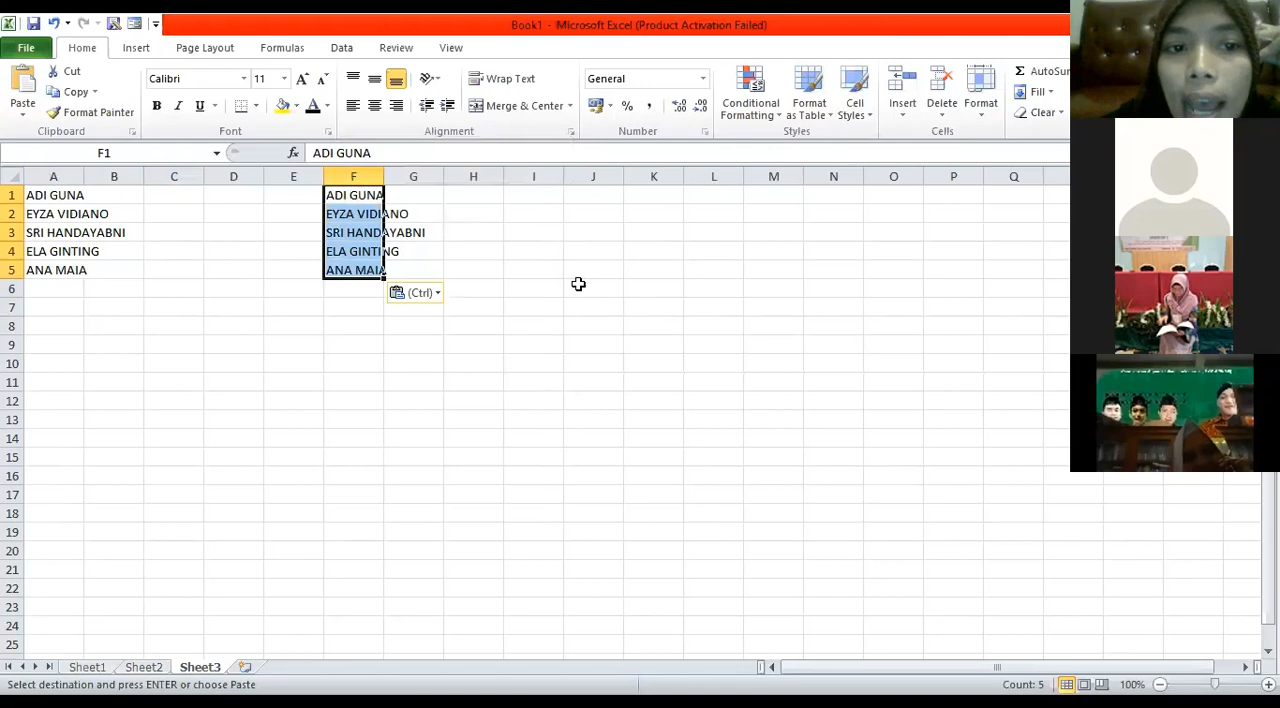 Book1 - Microsoft Excel (Product Activation Failed)
File Home Insert Page Layout Formulas Data Review View
Cut
Copy
Format Painter
Paste
Clipboard
Calibri 11
B I U A
Font
Wrap Text
Merge & Center
Alignment
General
%
Number
Conditional Formatting
Format as Table
Cell Styles
Styles
Insert Delete Format
Cells
Σ AutoSum
Fill
Clear
F1 fx ADI GUNA
A B C D E F G H I J K L M N O P Q
1 ADI GUNA ADI GUNA
2 EYZA VIDIANO EYZA VIDIANO
3 SRI HANDAYABNI SRI HANDAYABNI
4 ELA GINTING ELA GINTING
5 ANA MAIA ANA MAIA
6 (Ctrl)
7
8
9
10
11
12
13
14
15
16
17
18
19
20
21
22
23
24
25
Sheet1 Sheet2 Sheet3
Select destination and press ENTER or choose Paste Count: 5 100%